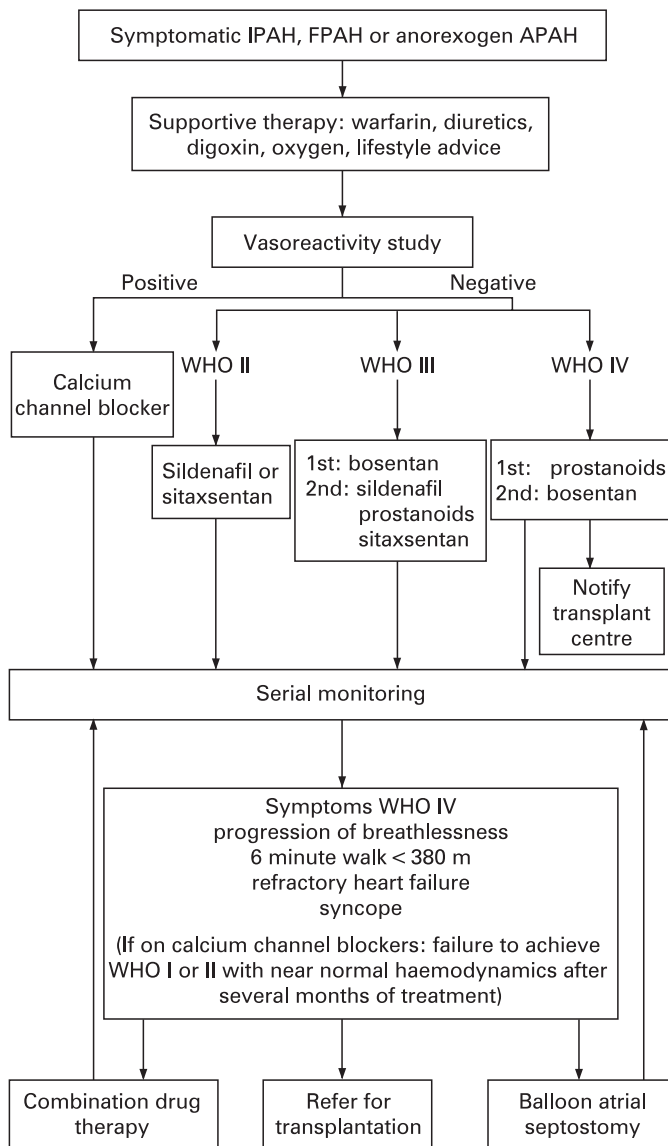 Symptomatic IPAH, FPAH or anorexogen APAH
Supportive therapy: warfarin, diuretics,
digoxin, oxygen, lifestyle advice
Vasoreactivity study
Positive
Negative
Calcium
channel blocker
WHO II
WHO III
WHO IV
Sildenafil or
sitaxsentan
1st: bosentan
2nd: sildenafil
prostanoids
sitaxsentan
1st: prostanoids
2nd: bosentan
Notify
transplant
centre
Serial monitoring
Symptoms WHO IV
progression of breathlessness
6 minute walk < 380 m
refractory heart failure
syncope
(If on calcium channel blockers: failure to achieve
WHO I or II with near normal haemodynamics after
several months of treatment)
Combination drug
therapy
Refer for
transplantation
Balloon atrial
septostomy